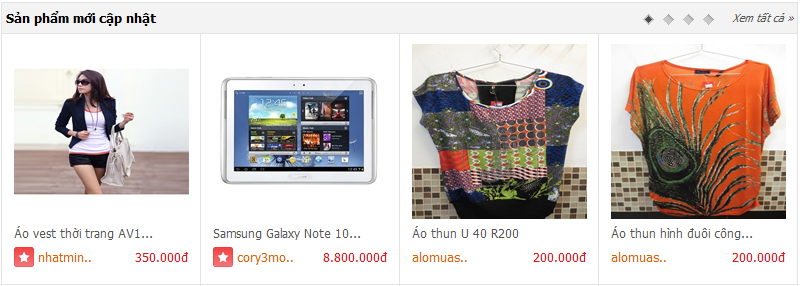 Sản phẩm mới cập nhật
Xem tất cả »
Áo vest thời trang AV1...
nhatmin.. 350.000đ
Samsung Galaxy Note 10...
cory3mo.. 8.800.000đ
Áo thun U 40 R200
alomuas.. 200.000đ
Áo thun hình đuôi công...
alomuas.. 200.000đ